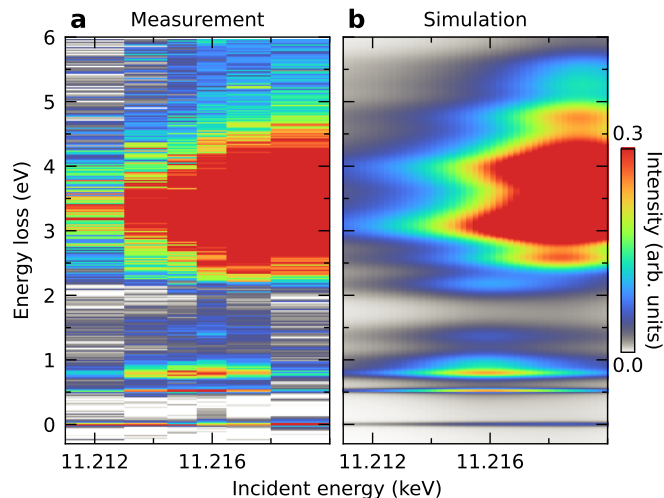 a Measurement
b Simulation
6
5
4
3
2
1
0
Energy loss (eV)
11.212
11.216
11.212
11.216
Incident energy (keV)
0.3
0.0
Intensity (arb. units)